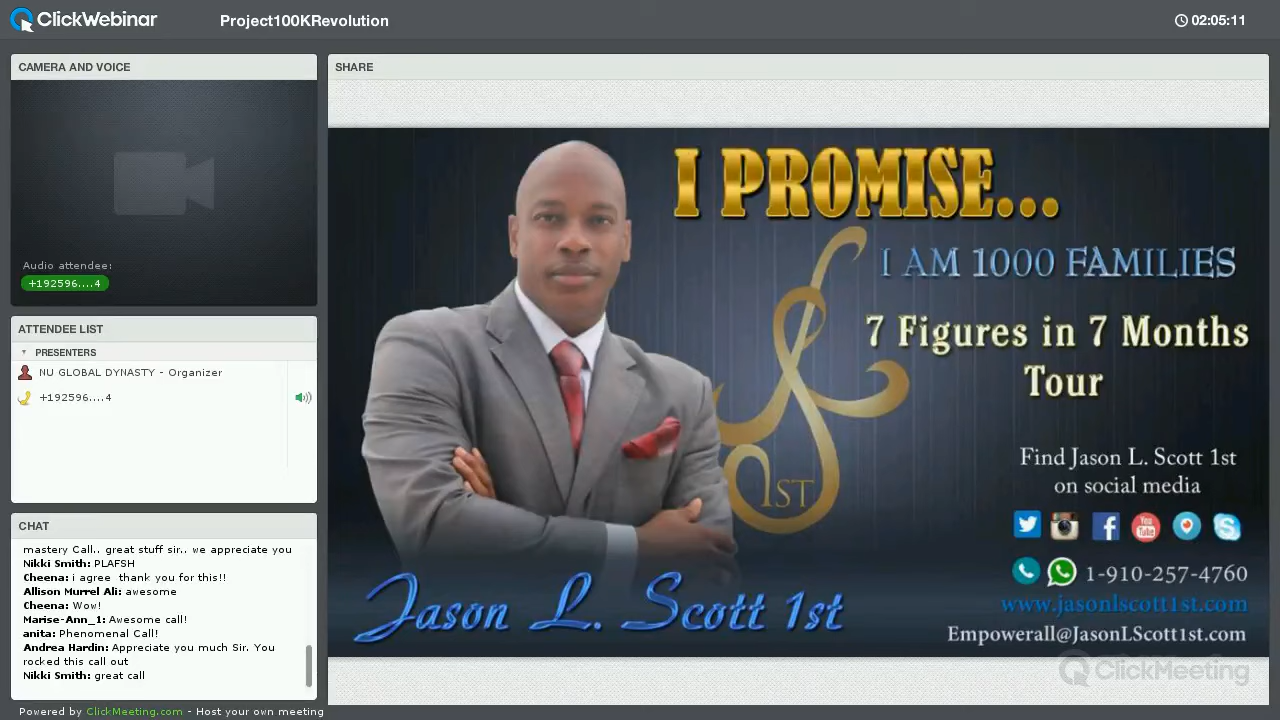 ClickWebinar
Project100KRevolution
02:05:11
CAMERA AND VOICE
Audio attendee:
+192596....4
ATTENDEE LIST
PRESENTERS
NU GLOBAL DYNASTY - Organizer
+192596....4
CHAT
mastery Call.. great stuff sir.. we appreciate you
Nikki Smith: PLAFSH
Cheena: i agree thank you for this!!
Allison Murrel Ali: awesome
Cheena: Wow!
Marise-Ann_1: Awesome call!
anita: Phenomenal Call!
Andrea Hardin: Appreciate you much Sir. You
rocked this call out
Nikki Smith: great call
Powered by ClickMeeting.com - Host your own meeting
SHARE
I PROMISE...
I AM 1000 FAMILIES
7 Figures in 7 Months
Tour
1ST
Find Jason L. Scott 1st
on social media
You
Tube
1-910-257-4760
www.jasonlscott1st.com
Empowerall@JasonLScott1st.com
Jason L. Scott 1st
ClickMeeting